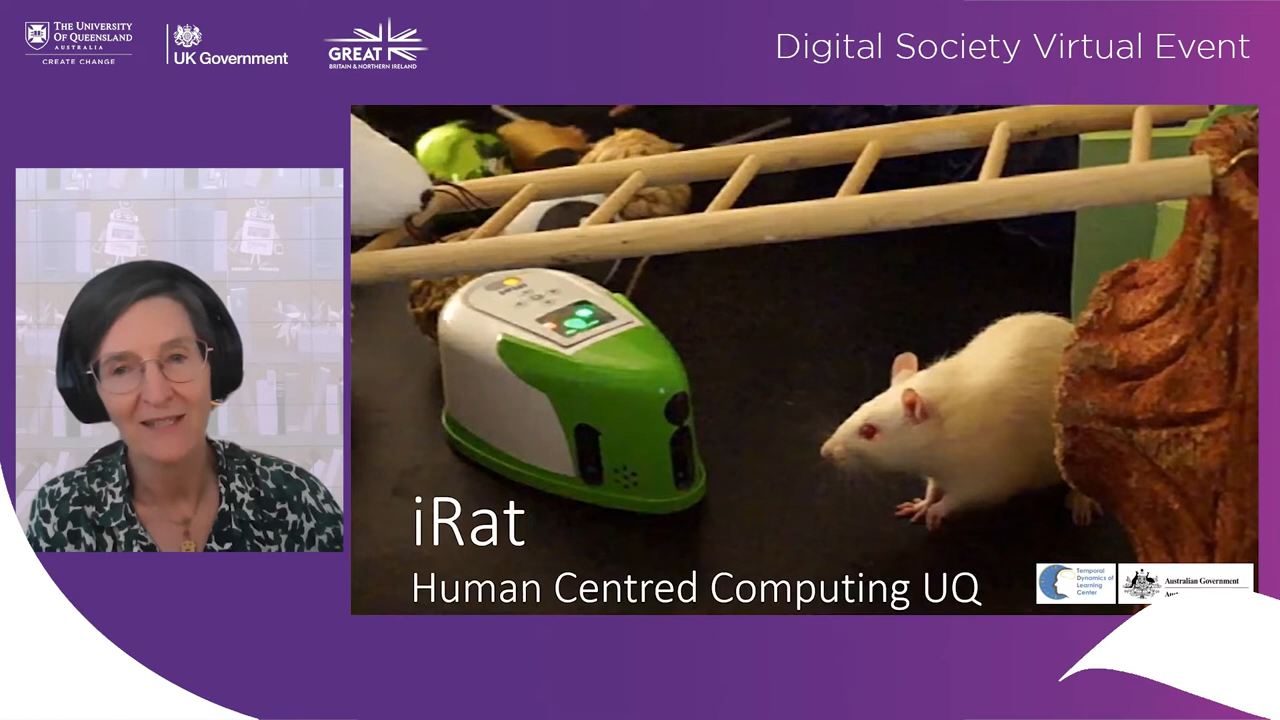 THE UNIVERSITY
OF QUEENSLAND
AUSTRALIA
CREATE CHANGE
UK Government
GREAT
BRITAIN & NORTHERN IRELAND
Digital Society Virtual Event
iRat
Human Centred Computing UQ
Temporal
Dynamics of
Learning
Center
Australian Government